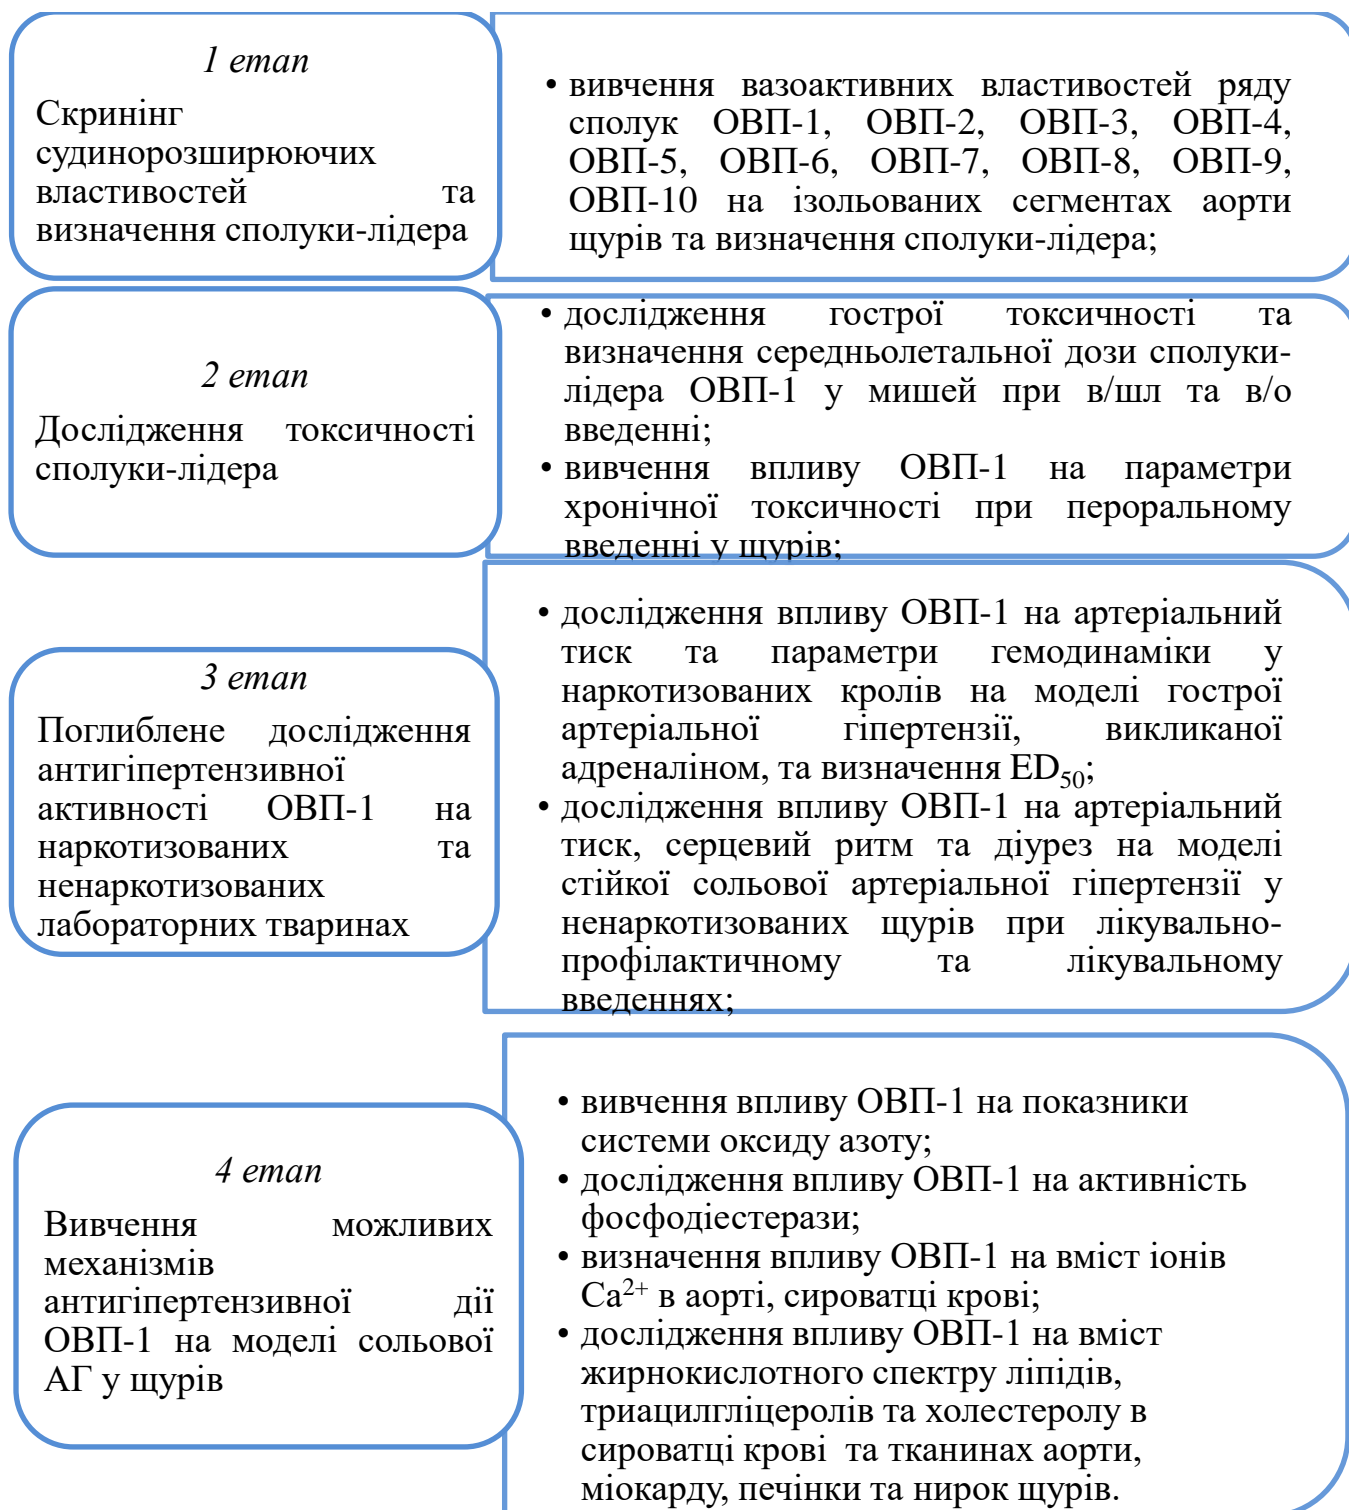 1 етап
Скринінг
судинорозширюючих
властивостей та
визначення сполуки-лідера
• вивчення вазоактивних властивостей ряду
сполук ОВП-1, ОВП-2, ОВП-3, ОВП-4,
ОВП-5, ОВП-6, ОВП-7, ОВП-8, ОВП-9,
ОВП-10 на ізольованих сегментах аорти
щурів та визначення сполуки-лідера;
2 етап
Дослідження токсичності
сполуки-лідера
• дослідження гострої токсичності та
визначення середньолетальної дози сполуки-
лідера ОВП-1 у мишей при в/шл та в/о
введенні;
• вивчення впливу ОВП-1 на параметри
хронічної токсичності при пероральному
введенні у щурів;
3 етап
Поглиблене дослідження
антигіпертензивної
активності ОВП-1 на
наркотизованих та
ненаркотизованих
лабораторних тваринах
• дослідження впливу ОВП-1 на артеріальний
тиск та параметри гемодинаміки у
наркотизованих кролів на моделі гострої
артеріальної гіпертензії, викликаної
адреналіном, та визначення ED₅₀;
• дослідження впливу ОВП-1 на артеріальний
тиск, серцевий ритм та діурез на моделі
стійкої сольової артеріальної гіпертензії у
ненаркотизованих щурів при лікувально-
профілактичному та лікувальному
введеннях;
4 етап
Вивчення можливих
механізмів
антигіпертензивної дії
ОВП-1 на моделі сольової
АГ у щурів
• вивчення впливу ОВП-1 на показники
системи оксиду азоту;
• дослідження впливу ОВП-1 на активність
фосфодіестерази;
• визначення впливу ОВП-1 на вміст іонів
Ca²⁺ в аорті, сироватці крові;
• дослідження впливу ОВП-1 на вміст
жирнокислотного спектру ліпідів,
триацилгліцеролів та холестеролу в
сироватці крові та тканинах аорти,
міокарду, печінки та нирок щурів.